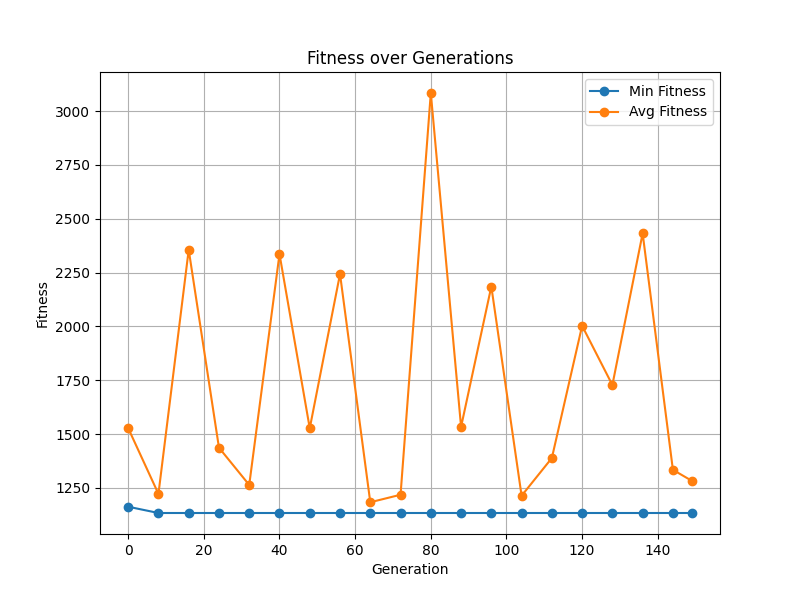 Fitness over Generations
Min Fitness
Avg Fitness
3000
2750
2500
2250
2000
1750
1500
1250
Fitness
0 20 40 60 80 100 120 140
Generation